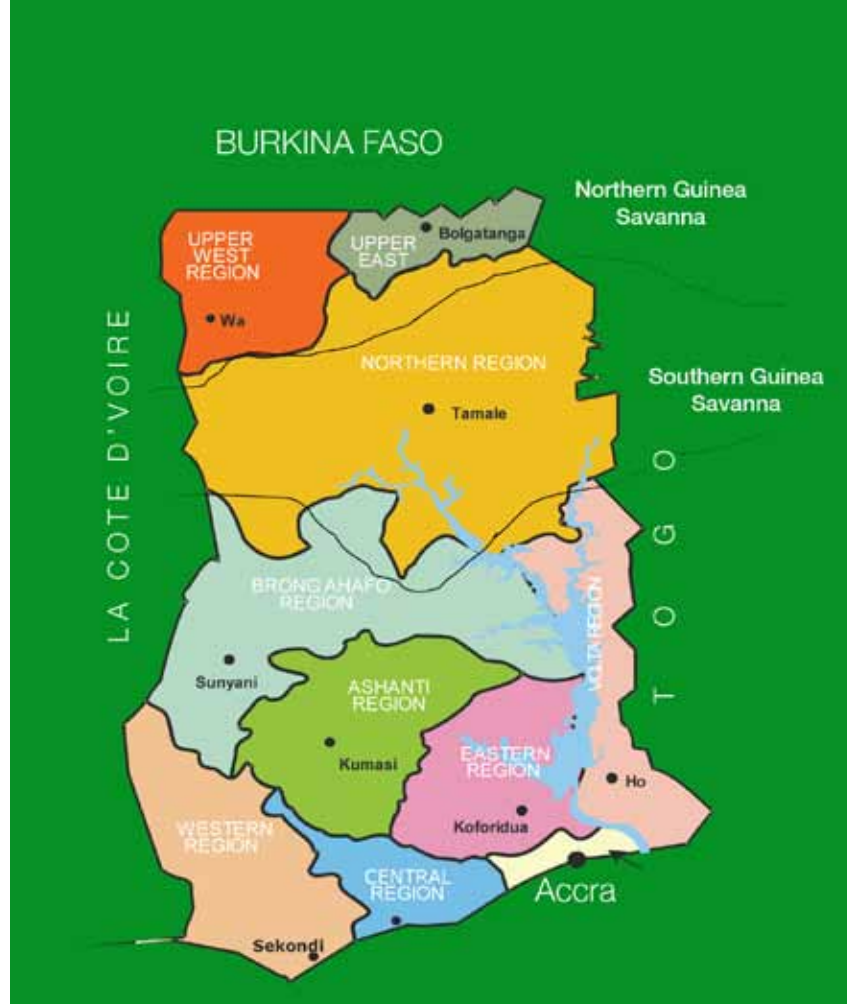 BURKINA FASO
Northern Guinea
Savanna
UPPER
WEST
REGION
UPPER
EAST
Bolgatanga
Wa
LA COTE D'VOIRE
NORTHERN REGION
Southern Guinea
Savanna
Tamale
TOGO
BRONG AHAFO
REGION
VOLTA REGION
Sunyani
ASHANTI
REGION
Kumasi
EASTERN
REGION
Ho
WESTERN
REGION
Koforidua
CENTRAL
REGION
Accra
Sekondi